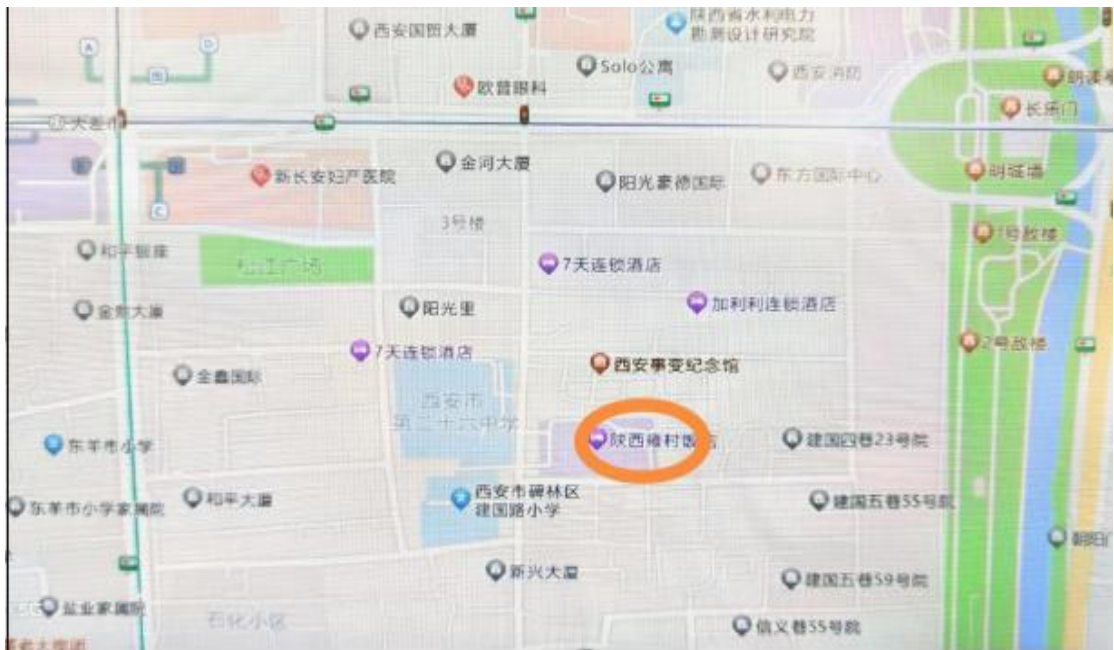 西安国贸大厦
陕西省水利电力
勘测设计研究院
A
D
Solo公寓
西安消防
欧普眼科
长乐门
大差市
金河大厦
新长安妇产医院
阳光豪德国际
东方国际中心
明城墙
C
3号楼
1号敌楼
和平银座
松江广场
7天连锁酒店
加利利连锁酒店
金鼎大厦
阳光里
2号敌楼
7天连锁酒店
西安事变纪念馆
金鑫国际
西安市
第二十六中学
东羊市小学
陕西雍村饭店
建国四巷23号院
西安市碑林区
建国路小学
和平大厦
东羊市小学家属院
建国五巷55号院
朝阳门
新兴大厦
建国五巷59号院
盐业家属院
石化小区
信义巷55号院